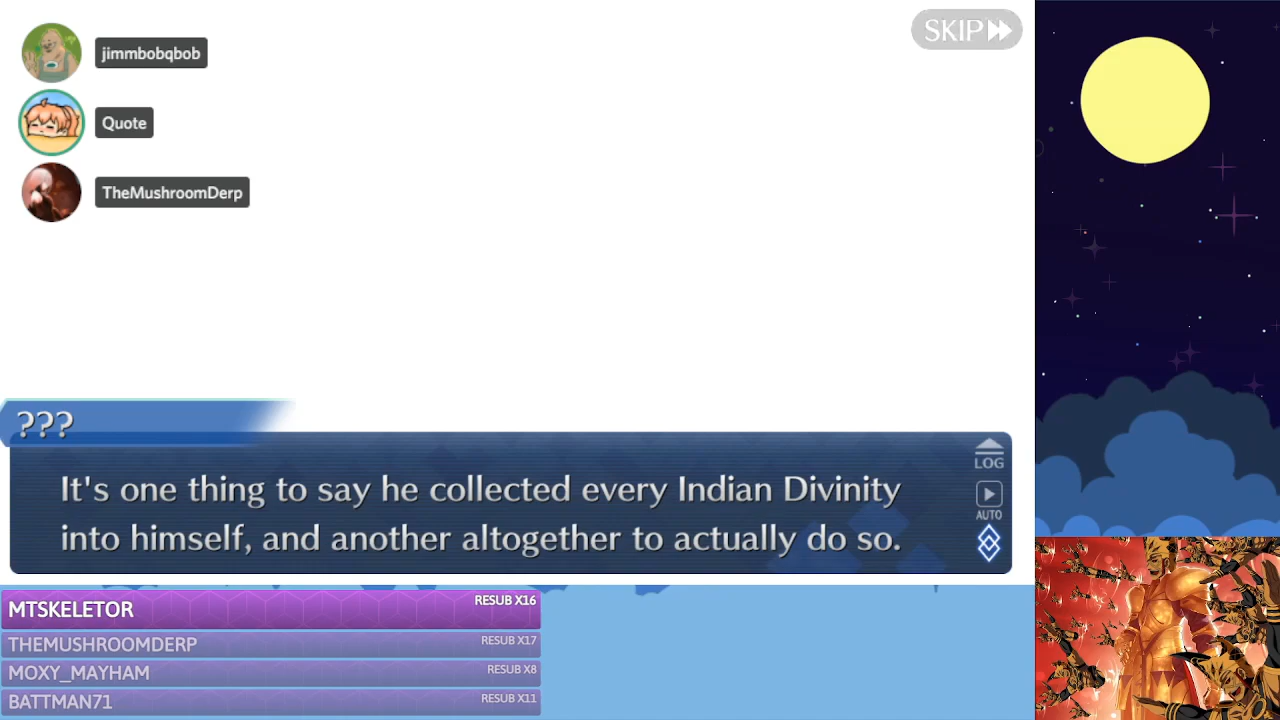 jimmbobqbob
SKIP
Quote
TheMushroomDerp
???
It's one thing to say he collected every Indian Divinity
into himself, and another altogether to actually do so.
LOG
AUTO
MTSKELETOR RESUB X16
THEMUSHROOMDERP RESUB X17
MOXY_MAYHAM RESUB X8
BATTMAN71 RESUB X11